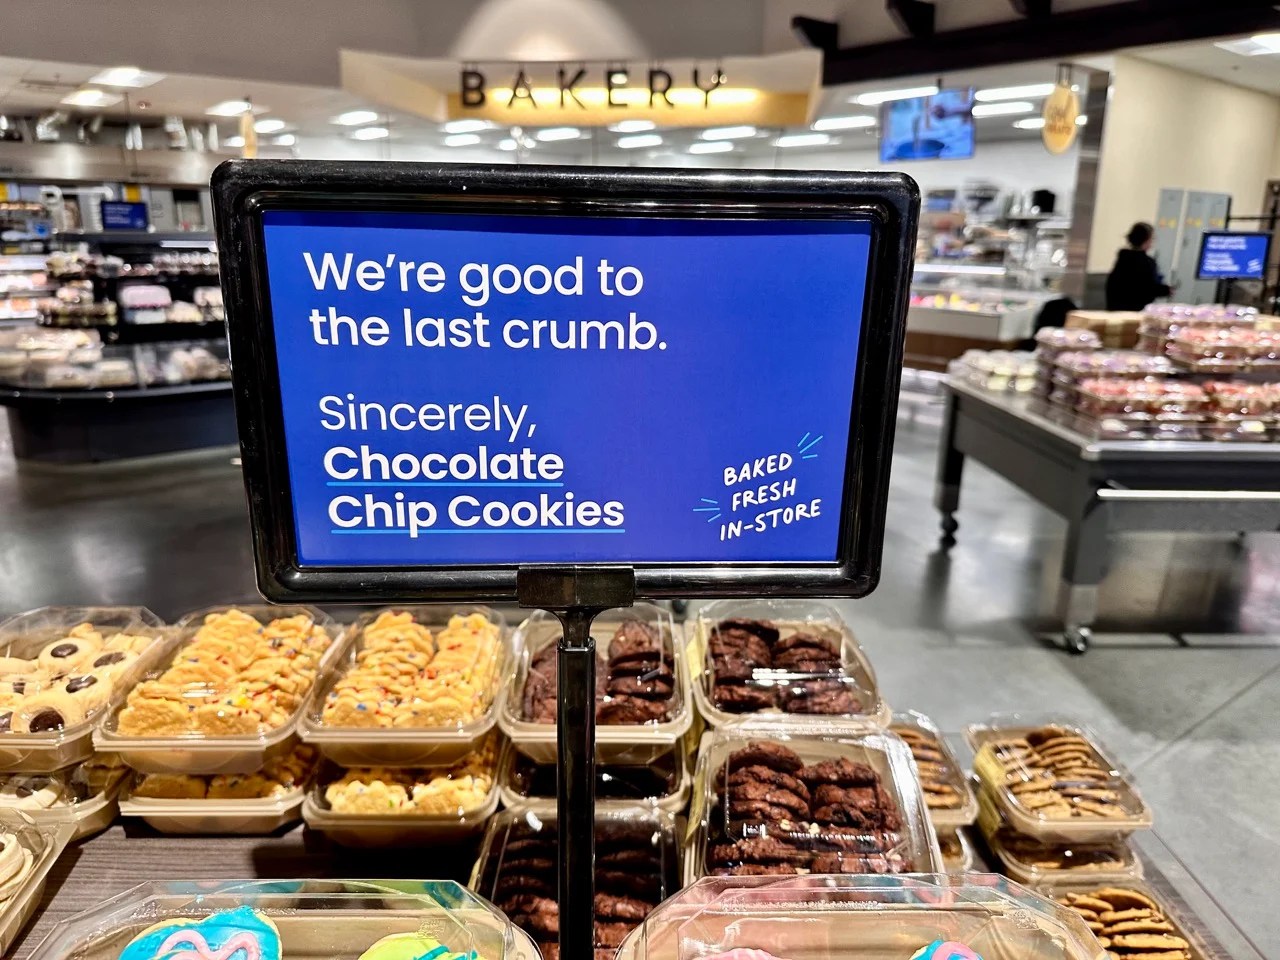 BAKERY
We're good to
the last crumb.
Sincerely,
Chocolate
Chip Cookies
BAKED
FRESH
IN-STORE